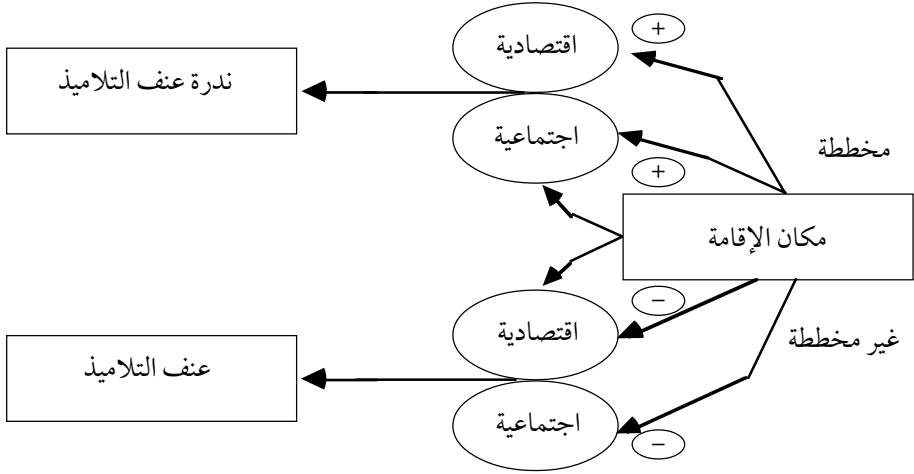 اقتصادية
+
ندرة عنف التلاميذ
اجتماعية
+
مخططة
مكان الإقامة
اقتصادية
−
غير مخططة
عنف التلاميذ
اجتماعية
−